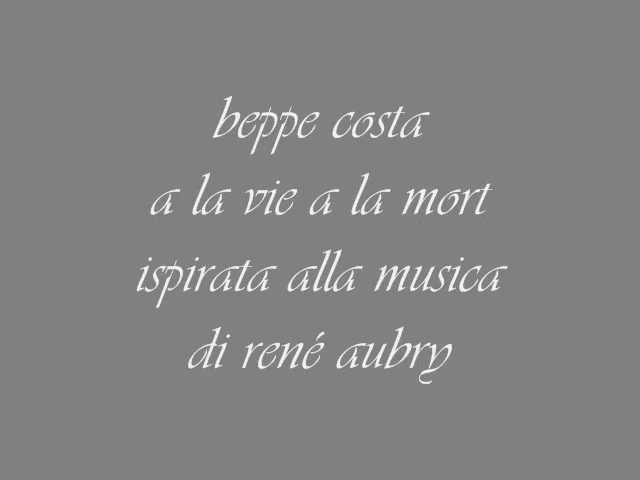 beppe costa
a la vie a la mort
ispirata alla musica
di rené aubry